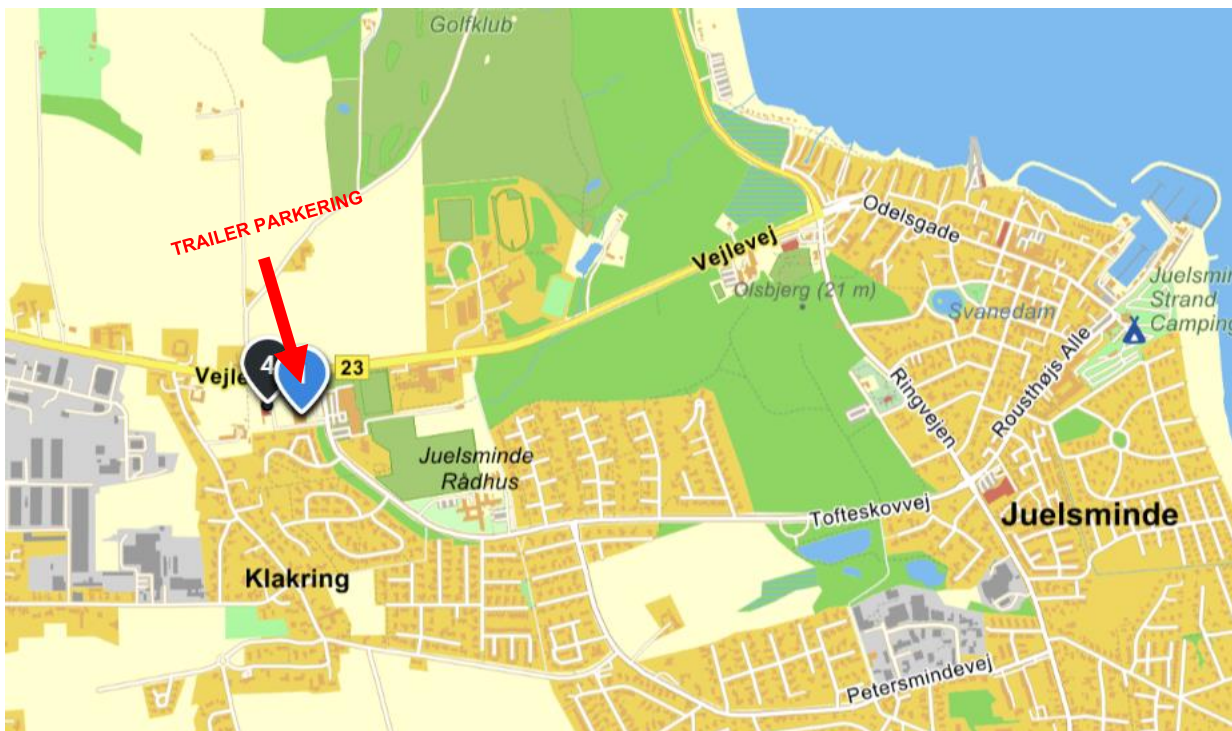 Golfklub
TRAILER PARKERING
Odelsgade
Vejlevej
Olsbjerg (21 m)
Svanedam
Strand
Camping
Rousthøjs Alle
Ringvejen
23
4
Juelsminde
Rådhus
Tofteskovvej
Juelsminde
Klakring
Petersmindevej